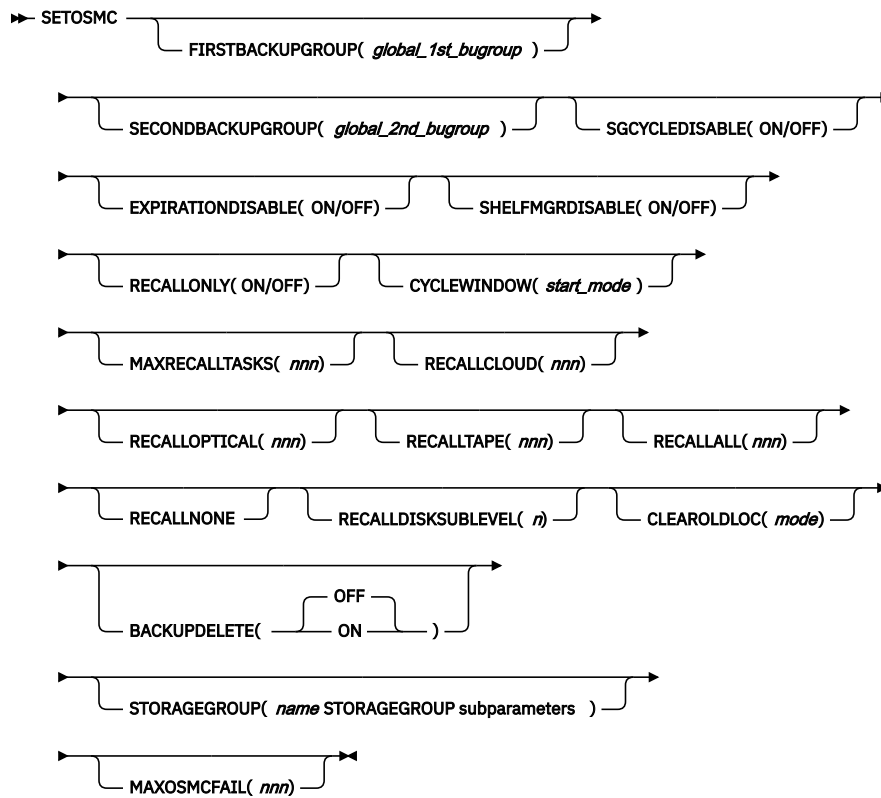 SETOSMC
FIRSTBACKUPGROUP( global_1st_bugroup )
SECONDBACKUPGROUP( global_2nd_bugroup ) SGCYCLEDISABLE( ON/OFF)
EXPIRATIONDISABLE( ON/OFF) SHELFMGRDISABLE( ON/OFF)
RECALLONLY( ON/OFF) CYCLEWINDOW( start_mode )
MAXRECALLTASKS( nnn) RECALLCLOUD( nnn)
RECALLOPTICAL( nnn) RECALLTAPE( nnn) RECALLALL( nnn)
RECALLNONE RECALLDISKSUBLEVEL( n) CLEAROLDLOC( mode)
OFF
BACKUPDELETE( ON )
STORAGEGROUP( name STORAGEGROUP subparameters )
MAXOSMCFAIL( nnn)